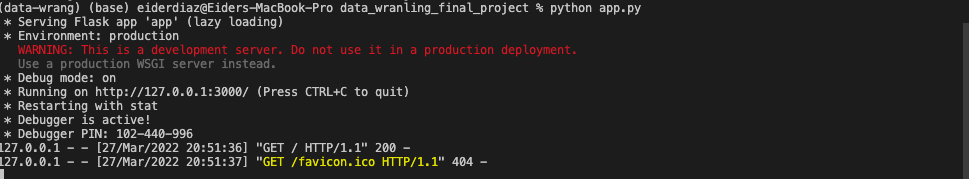 (data-wrang) (base) eiderdiaz@Eiders-MacBook-Pro data_wranling_final_project % python app.py
* Serving Flask app 'app' (lazy loading)
* Environment: production
WARNING: This is a development server. Do not use it in a production deployment.
Use a production WSGI server instead.
* Debug mode: on
* Running on http://127.0.0.1:3000/ (Press CTRL+C to quit)
* Restarting with stat
* Debugger is active!
* Debugger PIN: 102-440-996
127.0.0.1 - - [27/Mar/2022 20:51:36] "GET / HTTP/1.1" 200 -
127.0.0.1 - - [27/Mar/2022 20:51:37] "GET /favicon.ico HTTP/1.1" 404 -